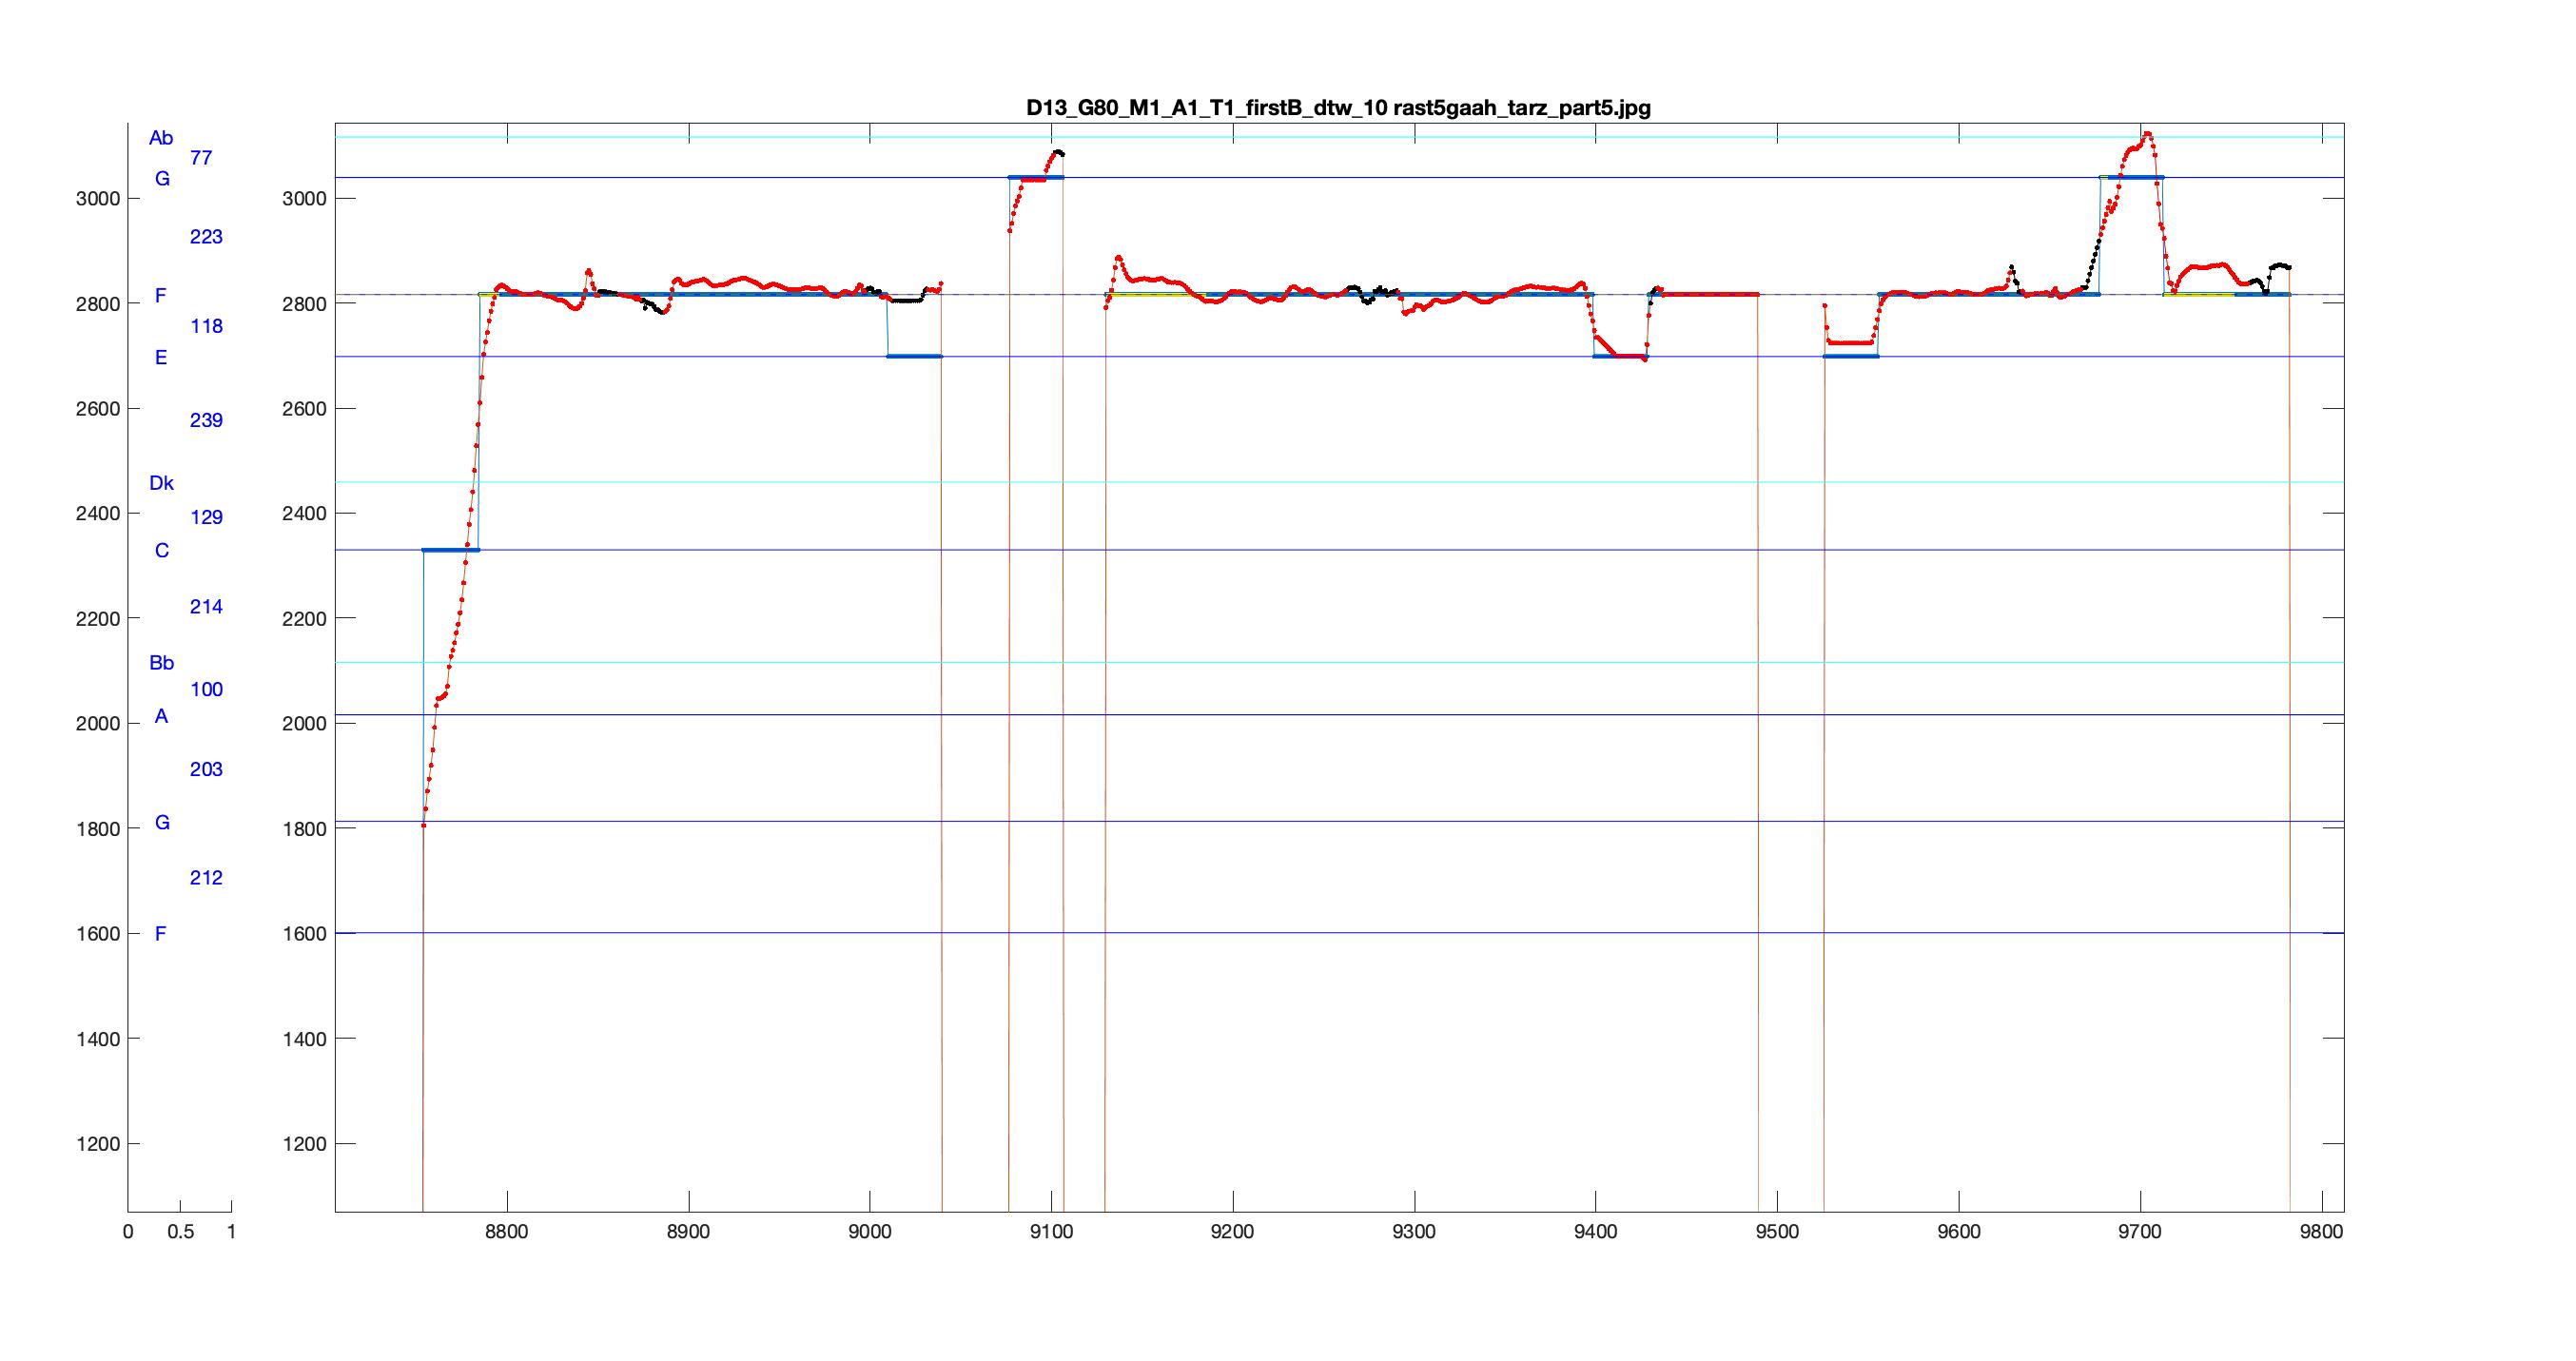 D13_G80_M1_A1_T1_firstB_dtw_10 rast5gaah_tarz_part5.jpg
Ab
77
G
3000 3000
223
F
2800 2800
118
E
2600 2600
239
Dk
2400 2400
129
C
2200 2200
214
Bb
100
A
2000 2000
203
G
1800 1800
212
F
1600 1600
1400 1400
1200 1200
0 0.5 1 8800 8900 9000 9100 9200 9300 9400 9500 9600 9700 9800